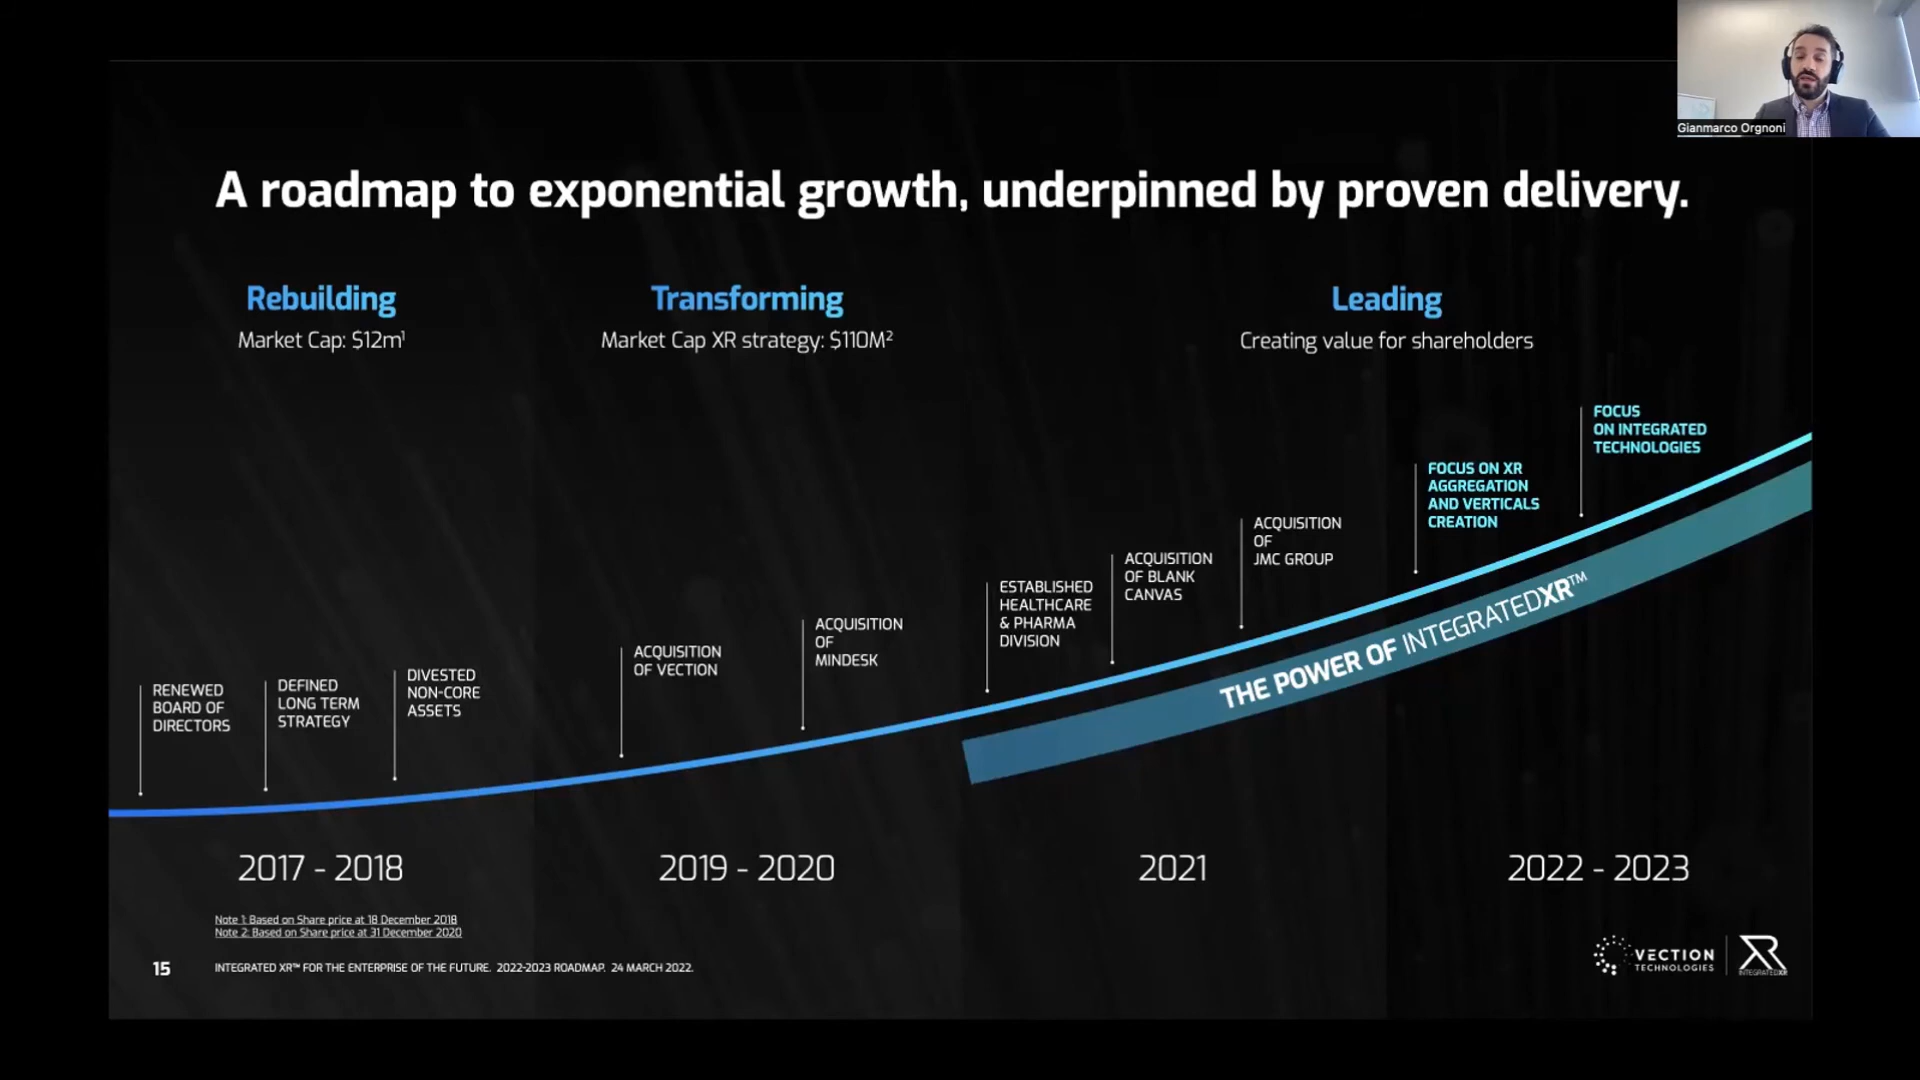 Gianmarco Orgnoni
A roadmap to exponential growth, underpinned by proven delivery.
Rebuilding
Market Cap: $12m¹
Transforming
Market Cap XR strategy: $110M²
Leading
Creating value for shareholders
RENEWED
BOARD OF
DIRECTORS
DEFINED
LONG TERM
STRATEGY
DIVESTED
NON-CORE
ASSETS
ACQUISITION
OF VECTION
ACQUISITION
OF
MINDESK
ESTABLISHED
HEALTHCARE
& PHARMA
DIVISION
ACQUISITION
OF BLANK
CANVAS
ACQUISITION
OF
JMC GROUP
FOCUS ON XR
AGGREGATION
AND VERTICALS
CREATION
FOCUS
ON INTEGRATED
TECHNOLOGIES
THE POWER OF INTEGRATEDXR™
2017 - 2018
2019 - 2020
2021
2022 - 2023
Note 1: Based on Share price at 18 December 2018
Note 2: Based on Share price at 31 December 2020
15
INTEGRATED XR™ FOR THE ENTERPRISE OF THE FUTURE. 2022-2023 ROADMAP. 24 MARCH 2022.
VECTION
TECHNOLOGIES
XR
INTEGRATEDXR